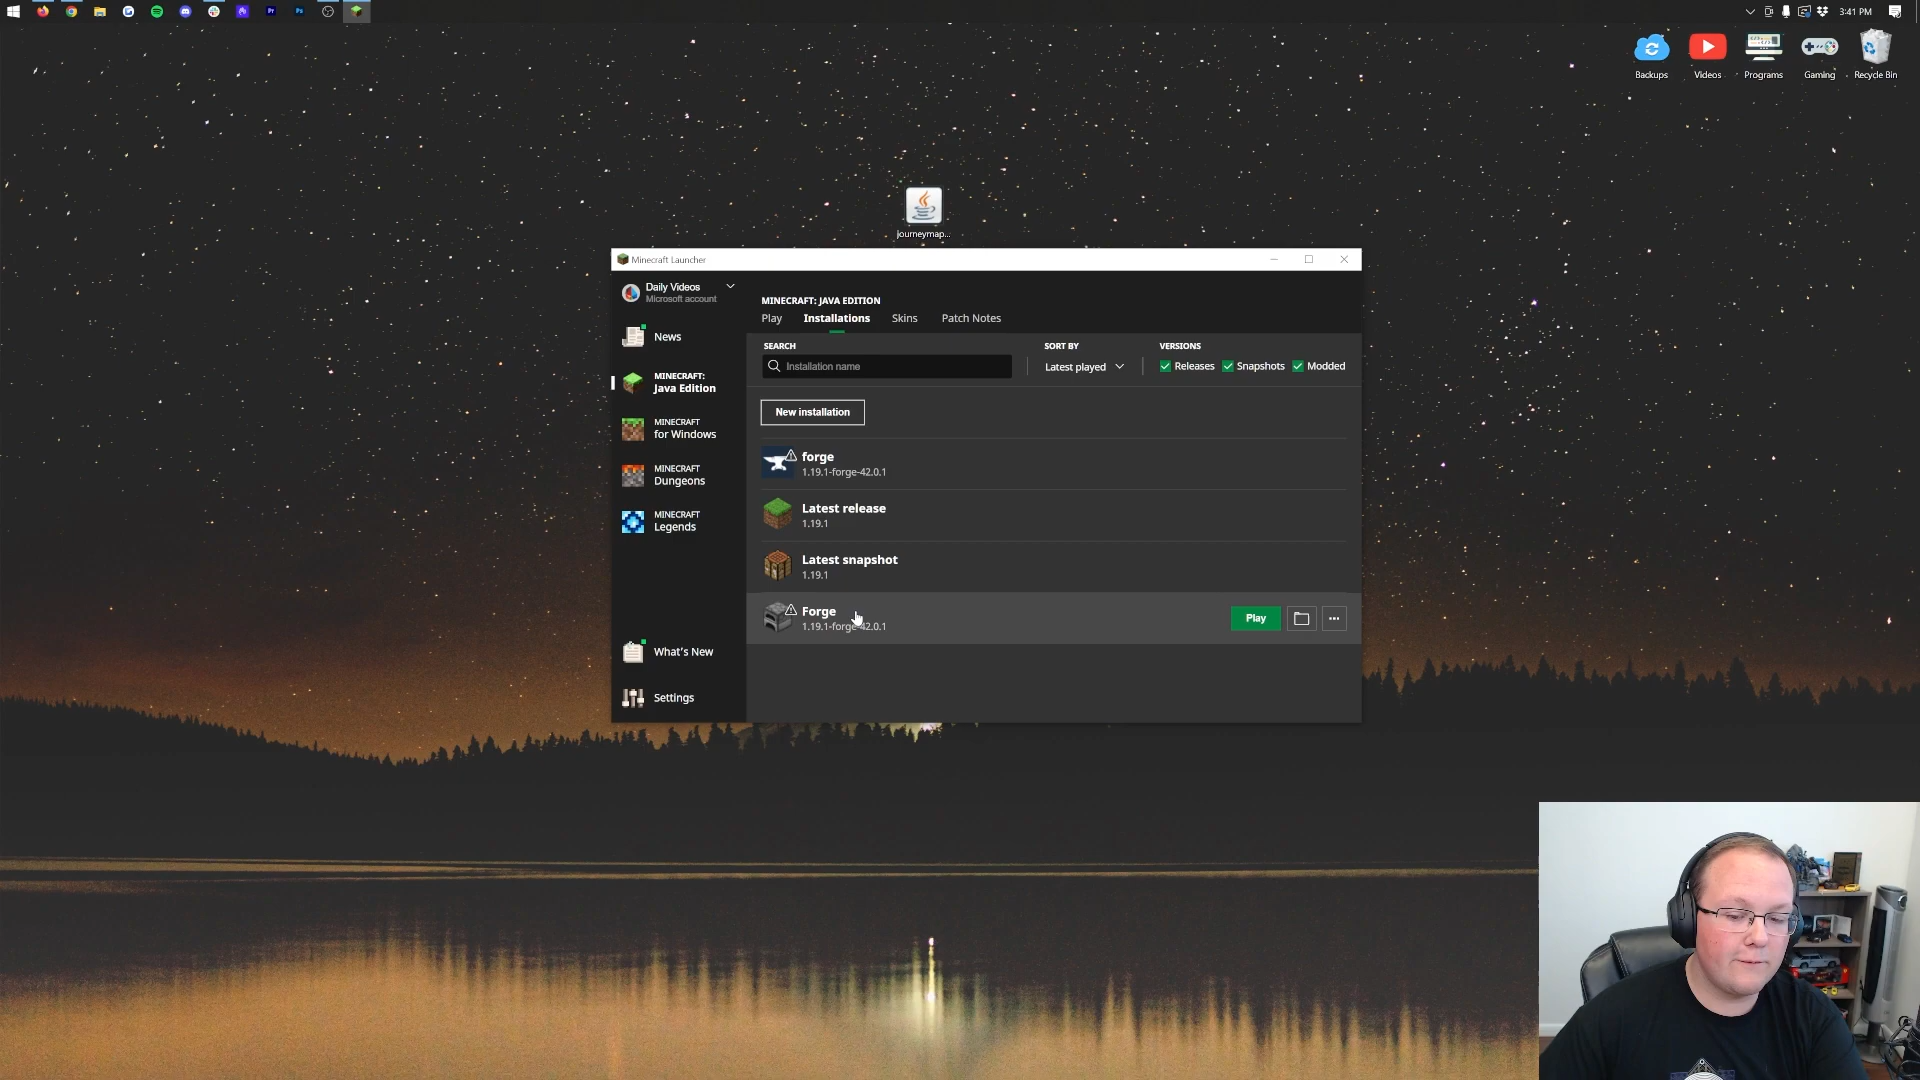 3:41 PM
Backups
Videos
Programs
Gaming
Recycle Bin
journeymap...
Minecraft Launcher
Daily Videos
Microsoft account
News
MINECRAFT:
Java Edition
MINECRAFT
for Windows
MINECRAFT
Dungeons
MINECRAFT
Legends
What's New
Settings
MINECRAFT: JAVA EDITION
Play
Installations
Skins
Patch Notes
SEARCH
Installation name
SORT BY
Latest played
VERSIONS
Releases
Snapshots
Modded
New installation
forge
1.19.1-forge-42.0.1
Latest release
1.19.1
Latest snapshot
1.19.1
Forge
1.19.1-forge-42.0.1
Play